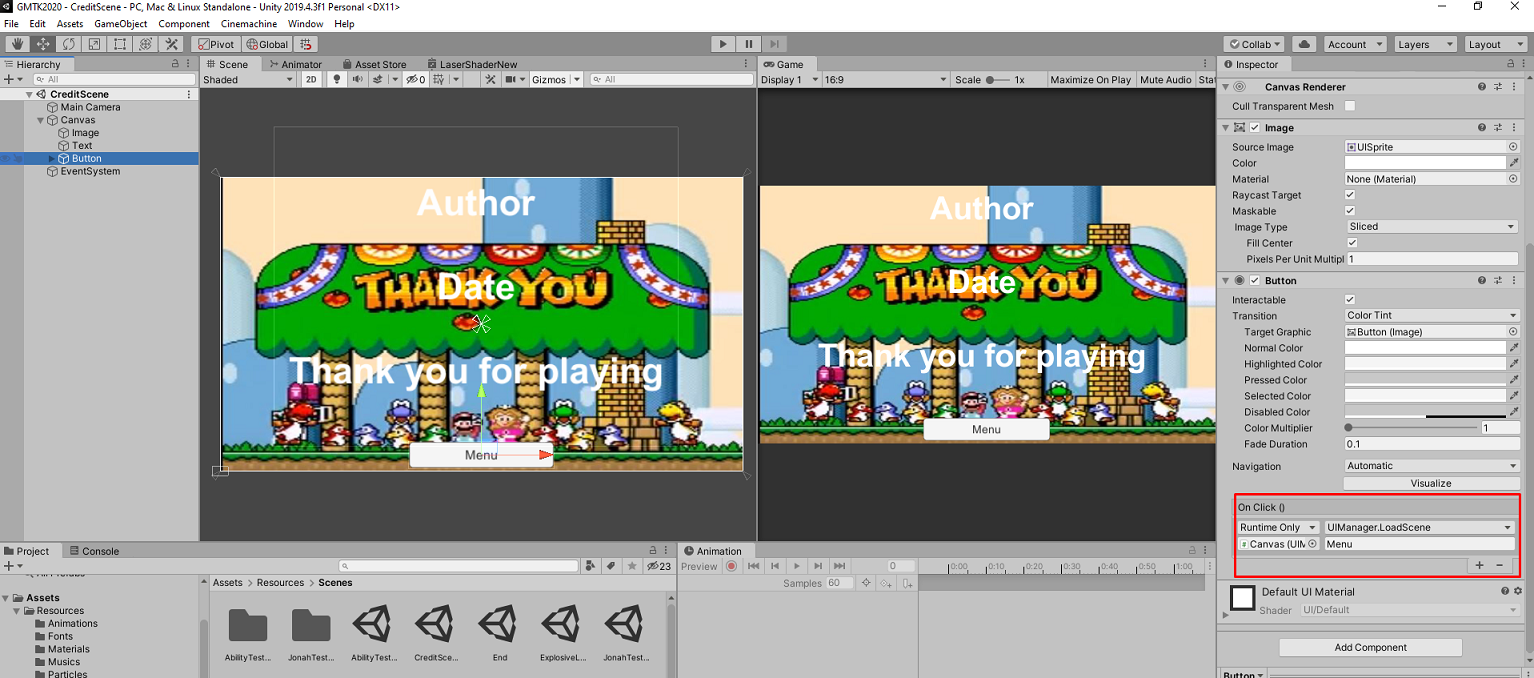 GMTK2020 - CreditScene - PC, Mac & Linux Standalone - Unity 2019.4.3f1 Personal <DX11>
File Edit Assets GameObject Component Cinemachine Window Help
Pivot Global Collab Account Layers Layout
Hierarchy
All
CreditScene
Main Camera
Canvas
Image
Text
Button
EventSystem
Scene Animator Asset Store LaserShaderNew
Shaded 2D 0 Gizmos All
Author
THANK YOU
Date
Thank you for playing
Menu
Game
Display 1 16:9 Scale 1x Maximize On Play Mute Audio Stat
Author
THANK YOU
Date
Thank you for playing
Menu
Inspector
Canvas Renderer
Cull Transparent Mesh
Image
Source Image UISprite
Color
Material None (Material)
Raycast Target
Maskable
Image Type Sliced
Fill Center
Pixels Per Unit Multipl 1
Button
Interactable
Transition Color Tint
Target Graphic Button (Image)
Normal Color
Highlighted Color
Pressed Color
Selected Color
Disabled Color
Color Multiplier 1
Fade Duration 0.1
Navigation Automatic
Visualize
On Click ()
Runtime Only UIManager.LoadScene
Canvas (UIM Menu
Default UI Material
Shader UI/Default
Add Component
Button
Project Console
23
Assets
Resources
Animations
Fonts
Materials
Musics
Particles
Assets > Resources > Scenes
AbilityTest... JonahTest... AbilityTest... CreditSce... End ExplosiveL... JonahTest...
Animation
Preview 0 0:00 0:10 0:20 0:30 0:40 0:50 1:00
Samples 60